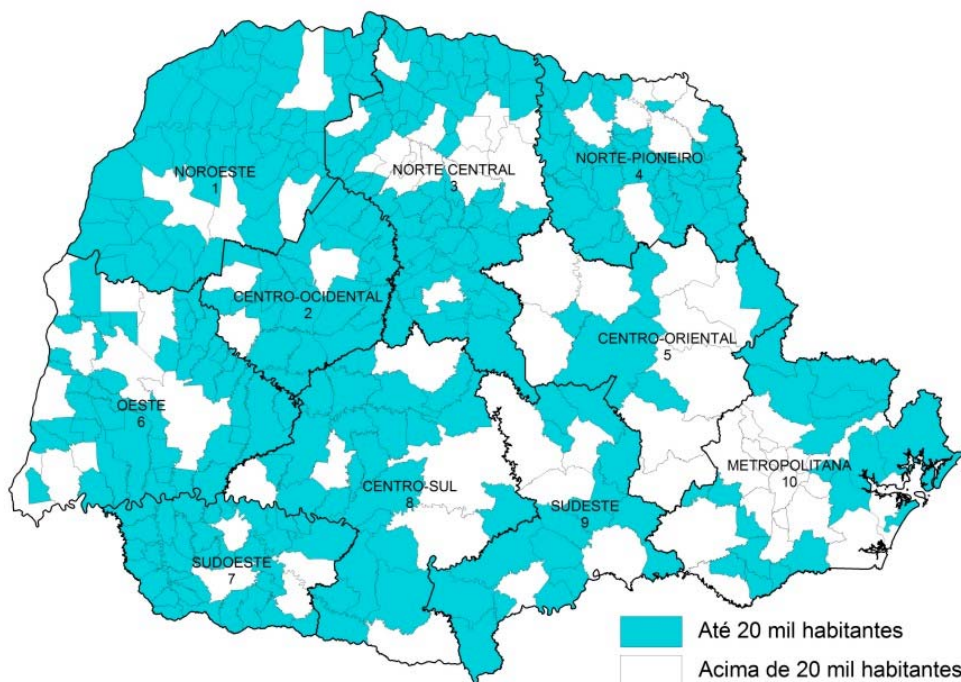 NOROESTE
1
NORTE CENTRAL
3
NORTE-PIONEIRO
4
CENTRO-OCIDENTAL
2
CENTRO-ORIENTAL
5
OESTE
6
CENTRO-SUL
8
METROPOLITANA
10
SUDESTE
9
SUDOESTE
7
Até 20 mil habitantes
Acima de 20 mil habitantes